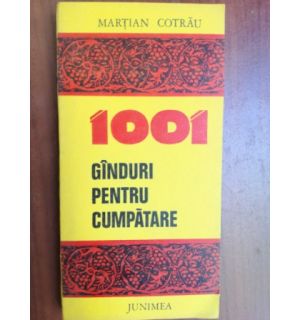 MARȚIAN COTRĂU
1001
GÎNDURI
PENTRU
CUMPĂTARE
JUNIMEA